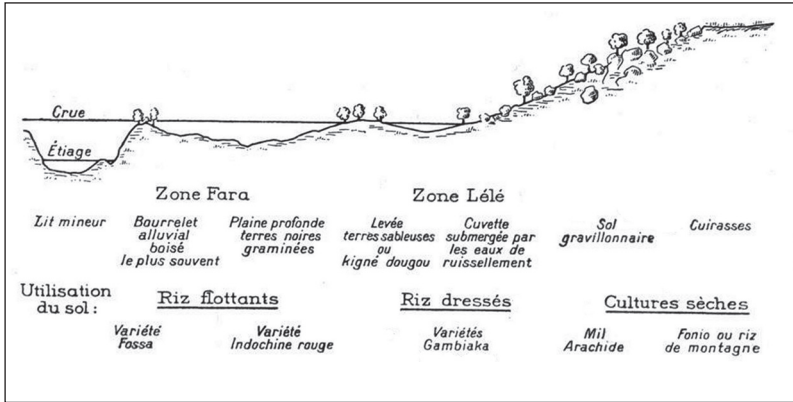 Crue
Étiage
Zone Fara
Zone Lélé
Lit mineur
Bourrelet
alluvial
boisé
le plus souvent
Plaine profonde
terres noires
graminées
Levée
terres sableuses
ou
kigné dougou
Cuvette
submergée par
les eaux de
ruissellement
Sol
gravillonnaire
Cuirasses
Utilisation
du sol :
Riz flottants
Riz dressés
Cultures sèches
Variété
Fossa
Variété
Indochine rouge
Variétés
Gambiaka
Mil
Arachide
Fonio ou riz
de montagne